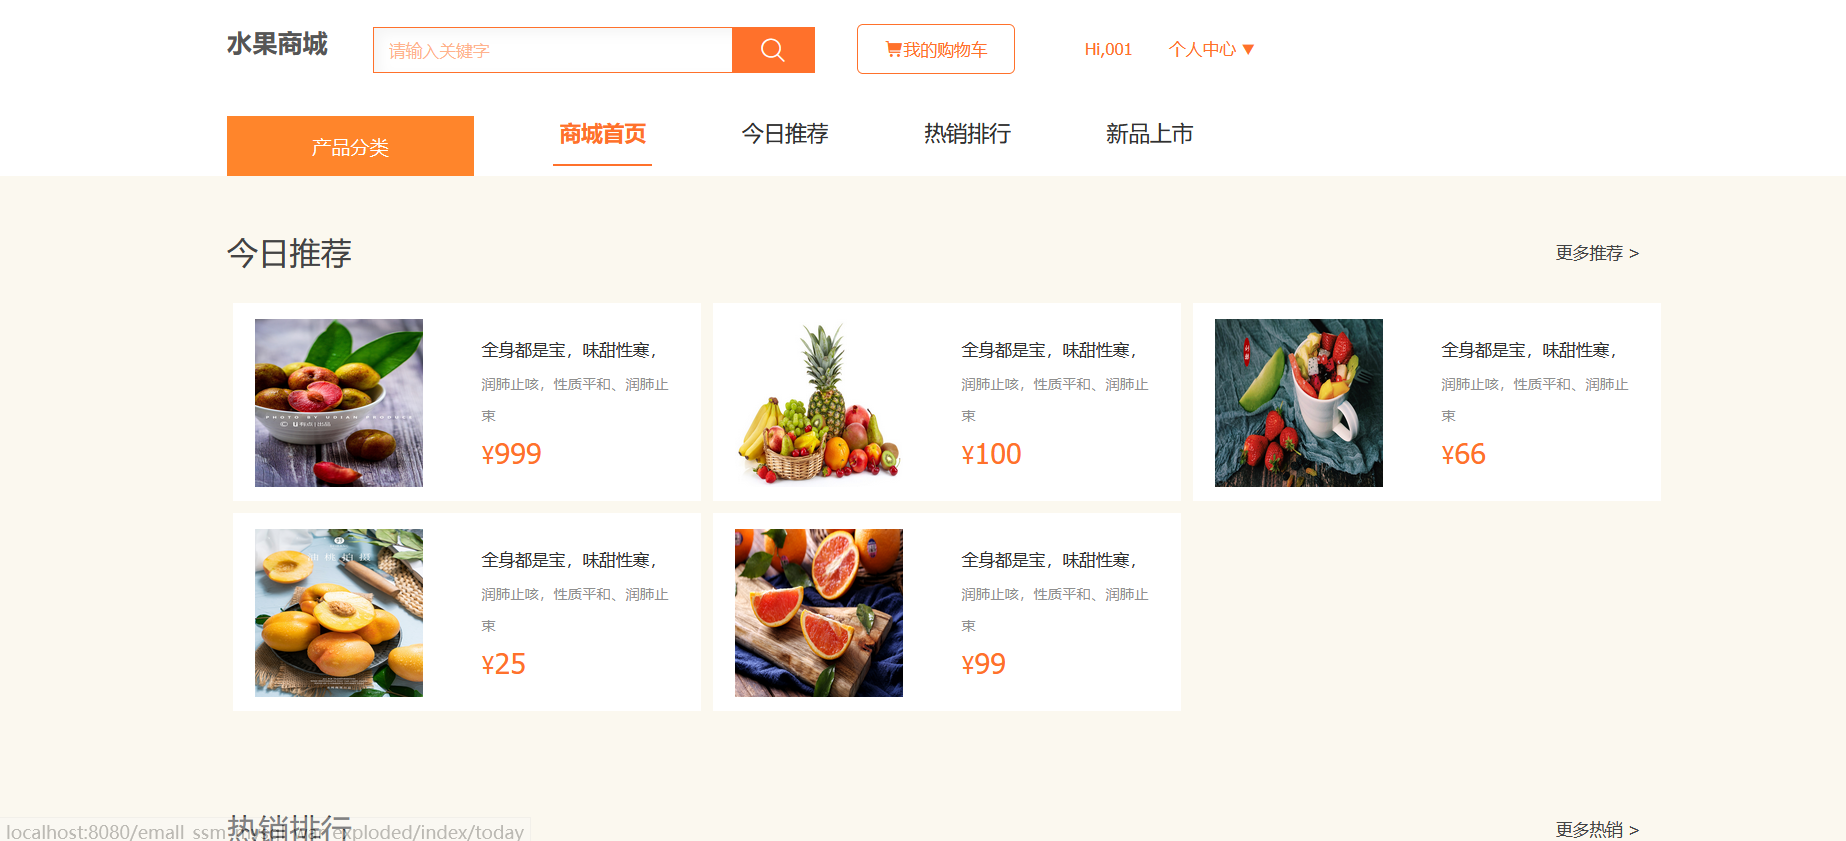 水果商城
请输入关键字
我的购物车
Hi,001
个人中心 ▼
产品分类
商城首页
今日推荐
热销排行
新品上市
今日推荐
更多推荐 >
全身都是宝，味甜性寒，
润肺止咳，性质平和、润肺止
束
¥999
PHOTO BY UDIAN PRODUCE
全身都是宝，味甜性寒，
润肺止咳，性质平和、润肺止
束
¥100
全身都是宝，味甜性寒，
润肺止咳，性质平和、润肺止
束
¥66
全身都是宝，味甜性寒，
润肺止咳，性质平和、润肺止
束
¥25
全身都是宝，味甜性寒，
润肺止咳，性质平和、润肺止
束
¥99
热销排行
更多热销 >
localhost:8080/emall_ssm_mysql_war_exploded/index/today